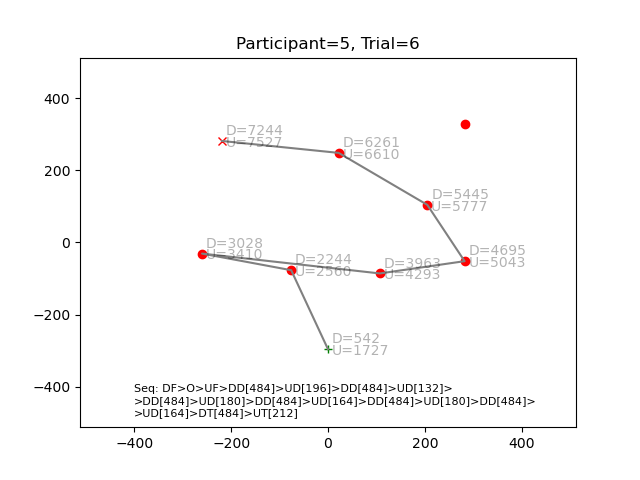 Participant=5, Trial=6
400
200
0
−200
−400
D=7244
U=7527
D=6261
U=6610
D=5445
U=5777
D=3028
U=3410
D=2244
U=2560
D=3963
U=4293
D=4695
U=5043
D=542
U=1727
Seq: DF>O>UF>DD[484]>UD[196]>DD[484]>UD[132]>
>DD[484]>UD[180]>DD[484]>UD[164]>DD[484]>UD[180]>DD[484]>
>UD[164]>DT[484]>UT[212]
−400 −200 0 200 400